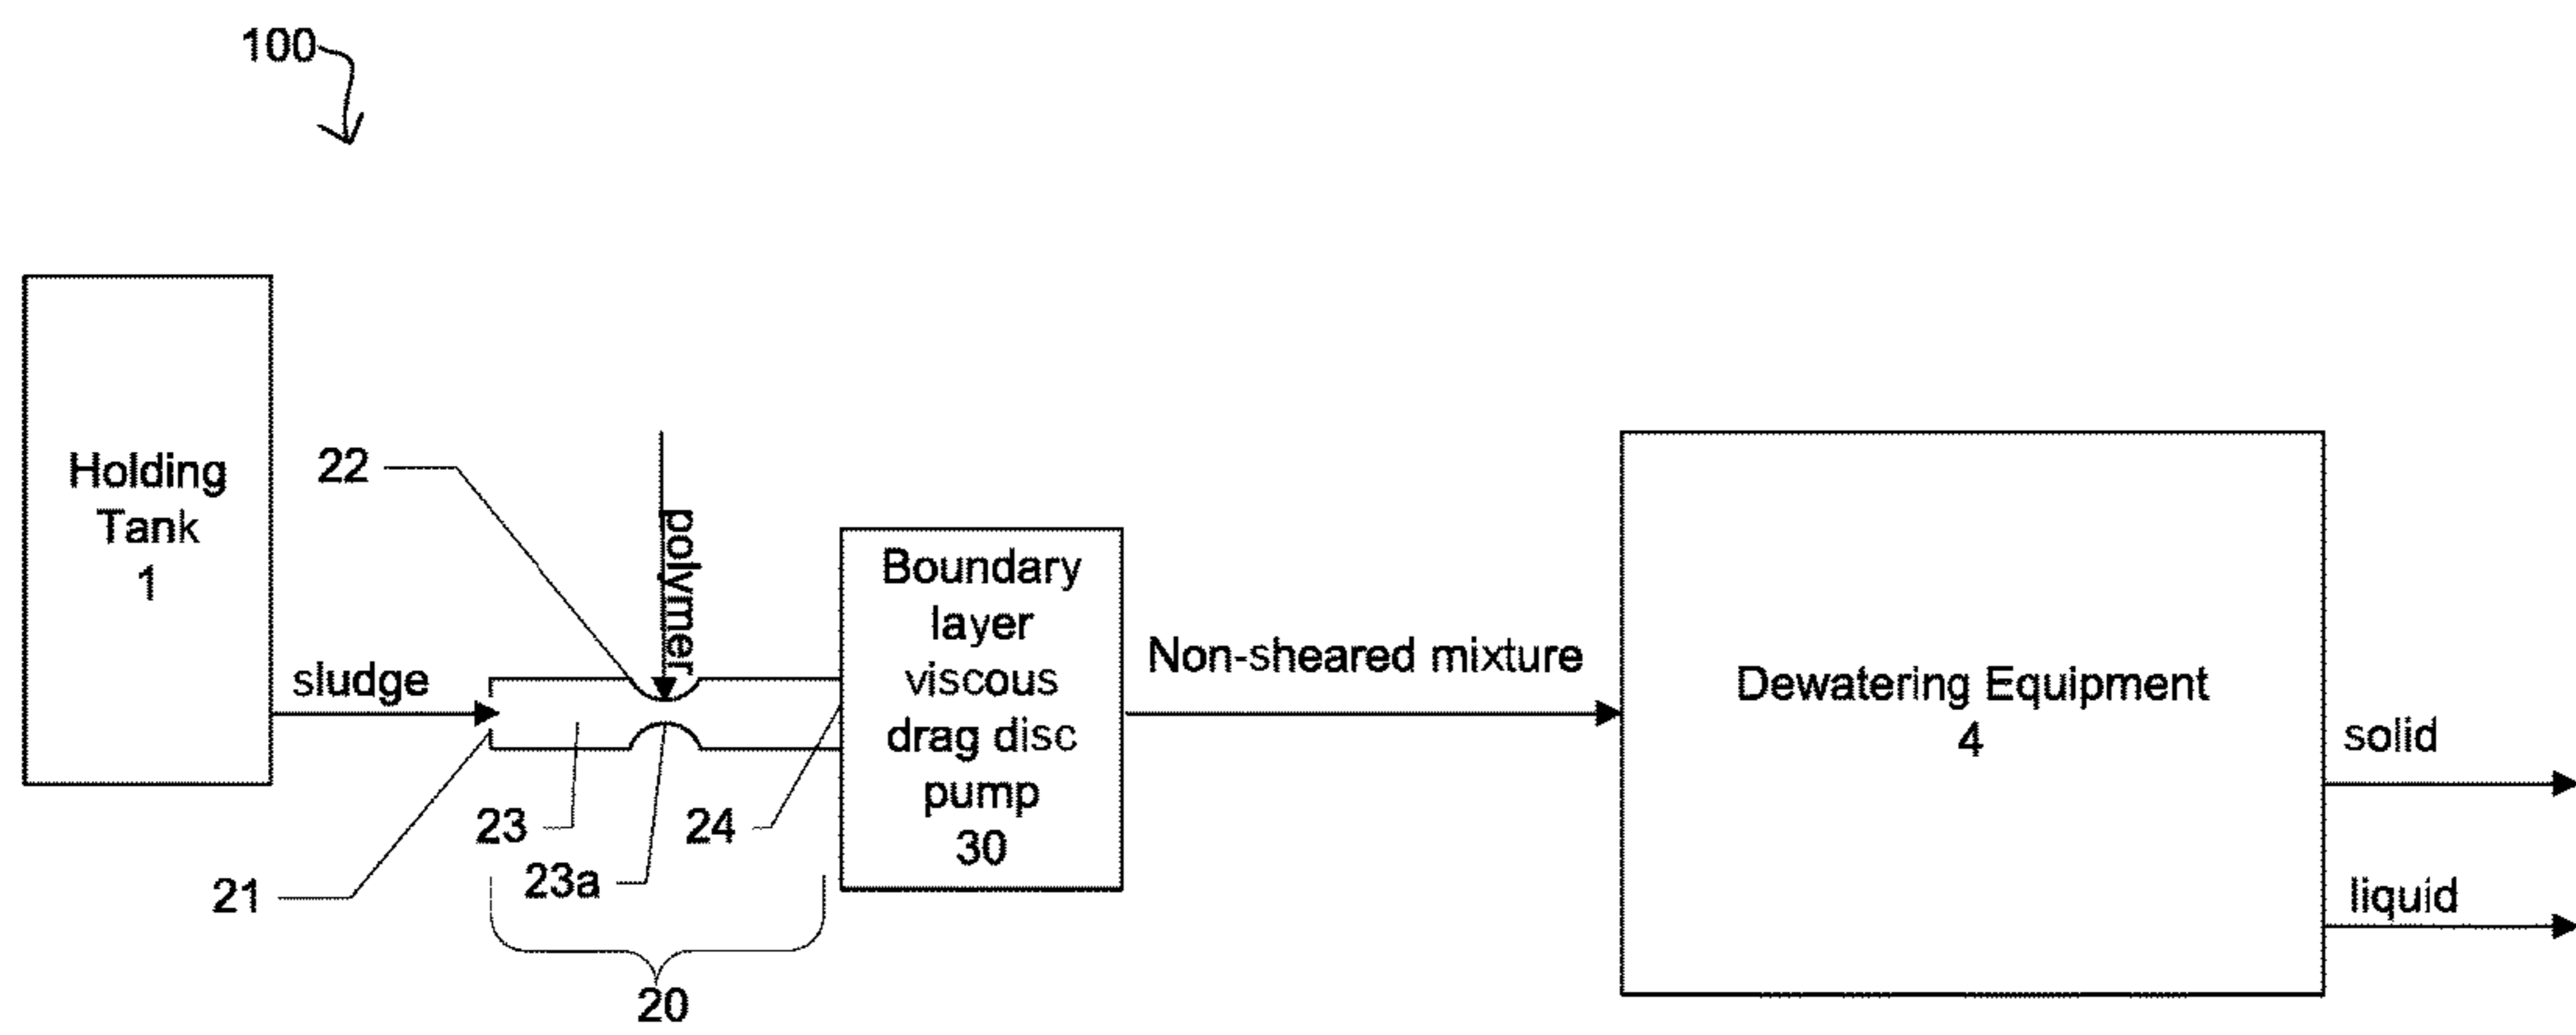 100
Holding
Tank
1
sludge
22
polymer
21
23
23a
24
20
Boundary
layer
viscous
drag disc
pump
30
Non-sheared mixture
Dewatering Equipment
4
solid
liquid